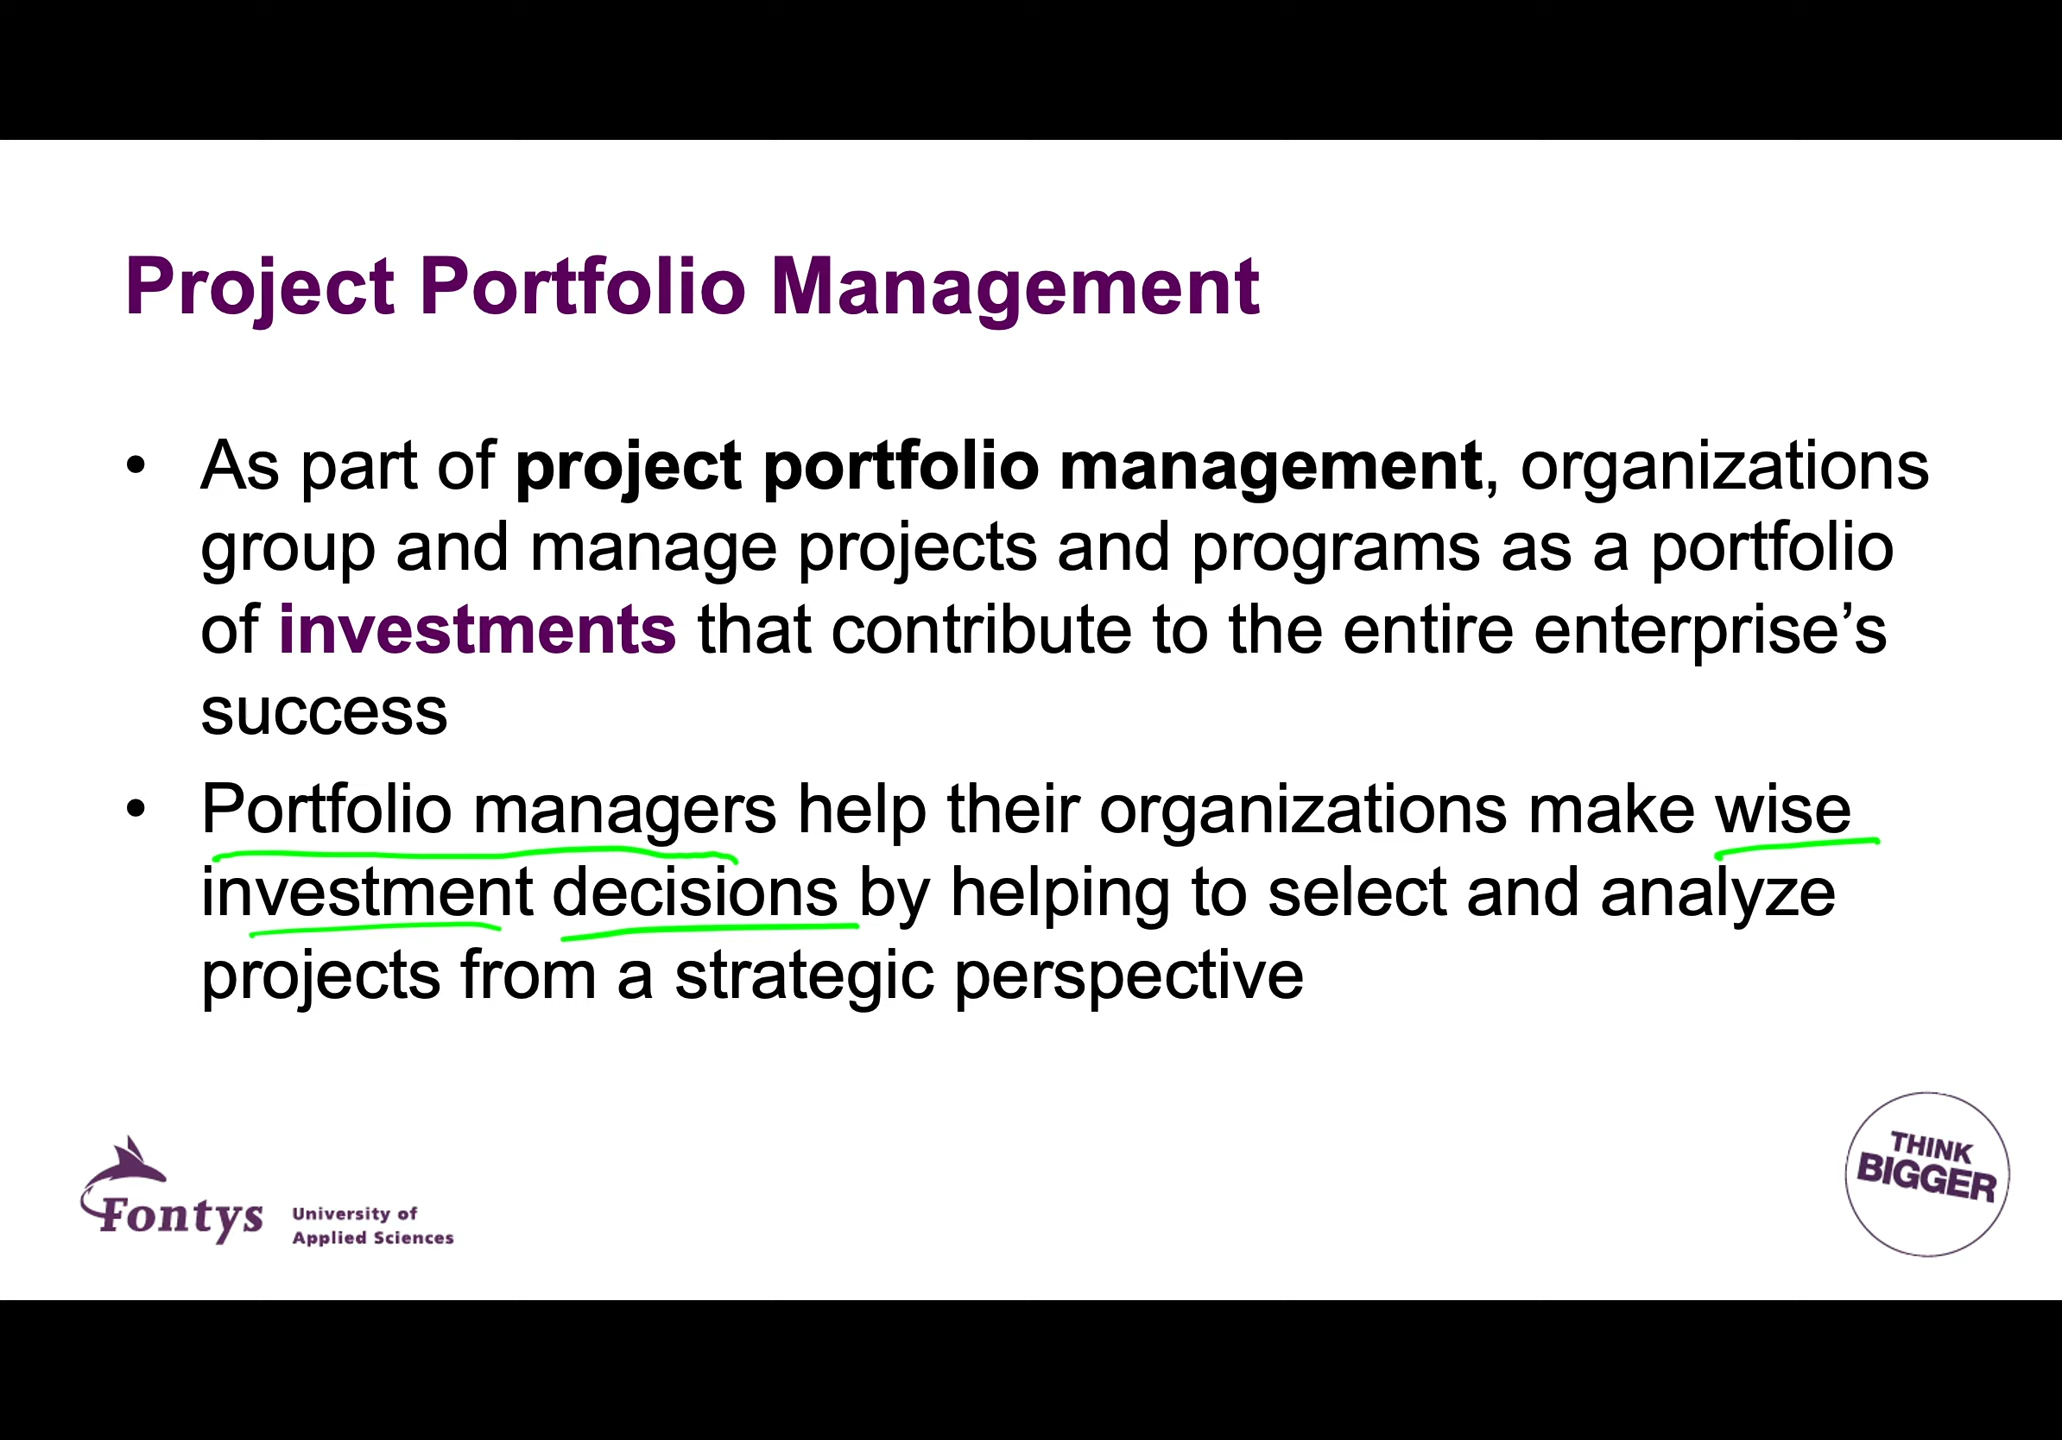 Project Portfolio Management
• As part of project portfolio management, organizations
group and manage projects and programs as a portfolio
of investments that contribute to the entire enterprise’s
success
• Portfolio managers help their organizations make wise
investment decisions by helping to select and analyze
projects from a strategic perspective
Fontys
University of
Applied Sciences
THINK
BIGGER